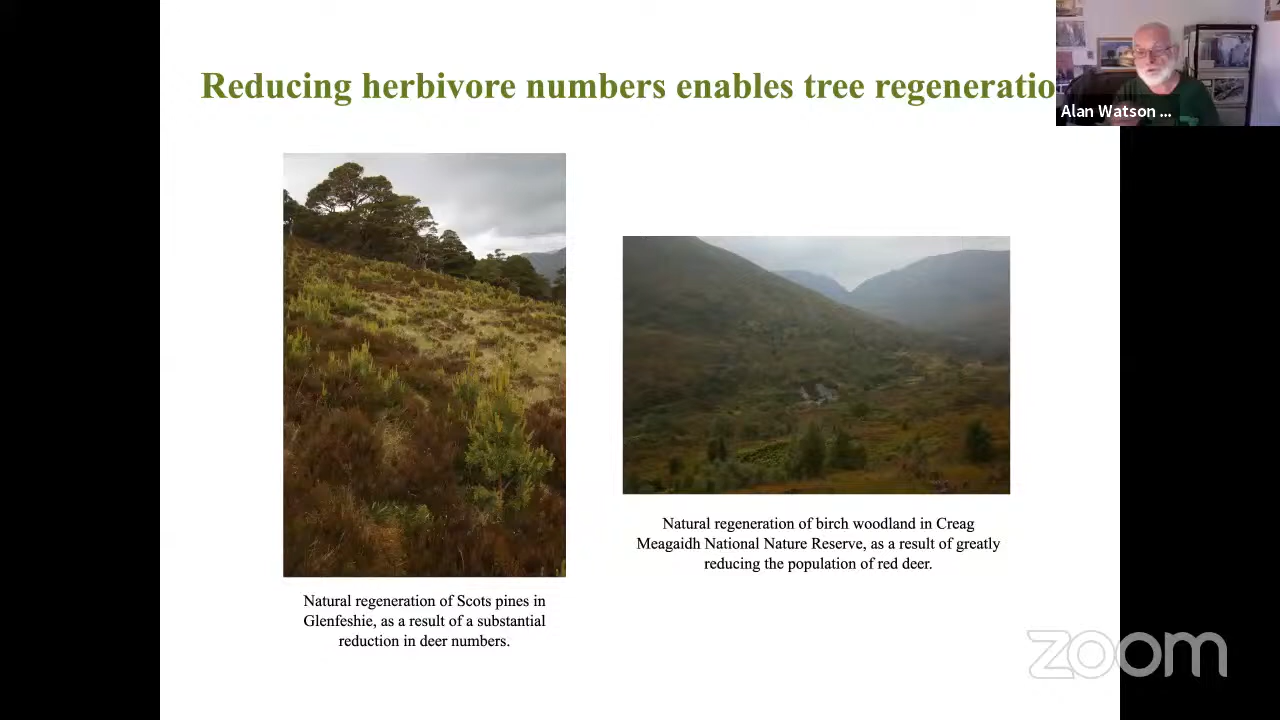 Reducing herbivore numbers enables tree regeneratio
Alan Watson ...
Natural regeneration of birch woodland in Creag
Meagaidh National Nature Reserve, as a result of greatly
reducing the population of red deer.
Natural regeneration of Scots pines in
Glenfeshie, as a result of a substantial
reduction in deer numbers.
zoom